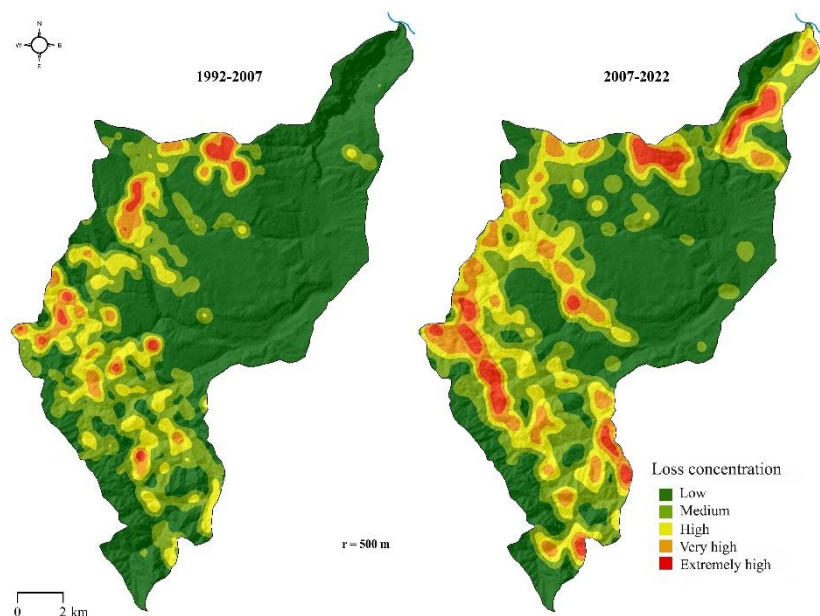 N
W E
S
1992-2007
2007-2022
Loss concentration
Low
Medium
High
Very high
Extremely high
r = 500 m
0 2 km